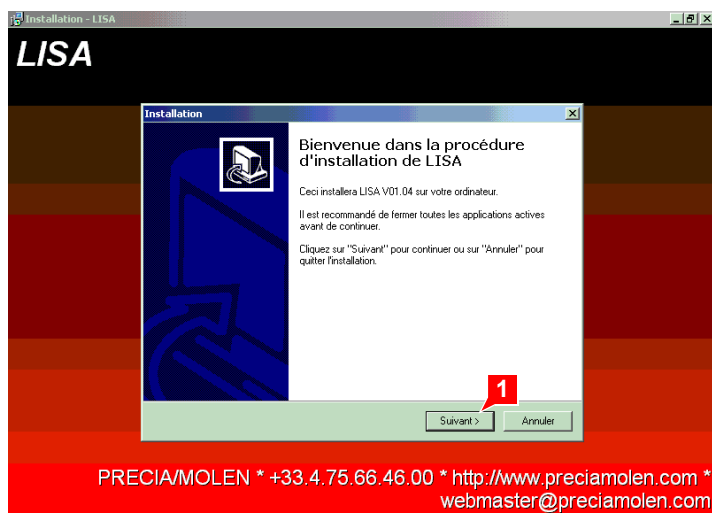 Installation - LISA
LISA
Installation
Bienvenue dans la procédure
d'installation de LISA
Ceci installera LISA V01.04 sur votre ordinateur.
Il est recommandé de fermer toutes les applications actives
avant de continuer.
Cliquez sur "Suivant" pour continuer ou sur "Annuler" pour
quitter l'installation.
1
Suivant >
Annuler
PRECIA/MOLEN * +33.4.75.66.46.00 * http://www.preciamolen.com *
webmaster@preciamolen.com